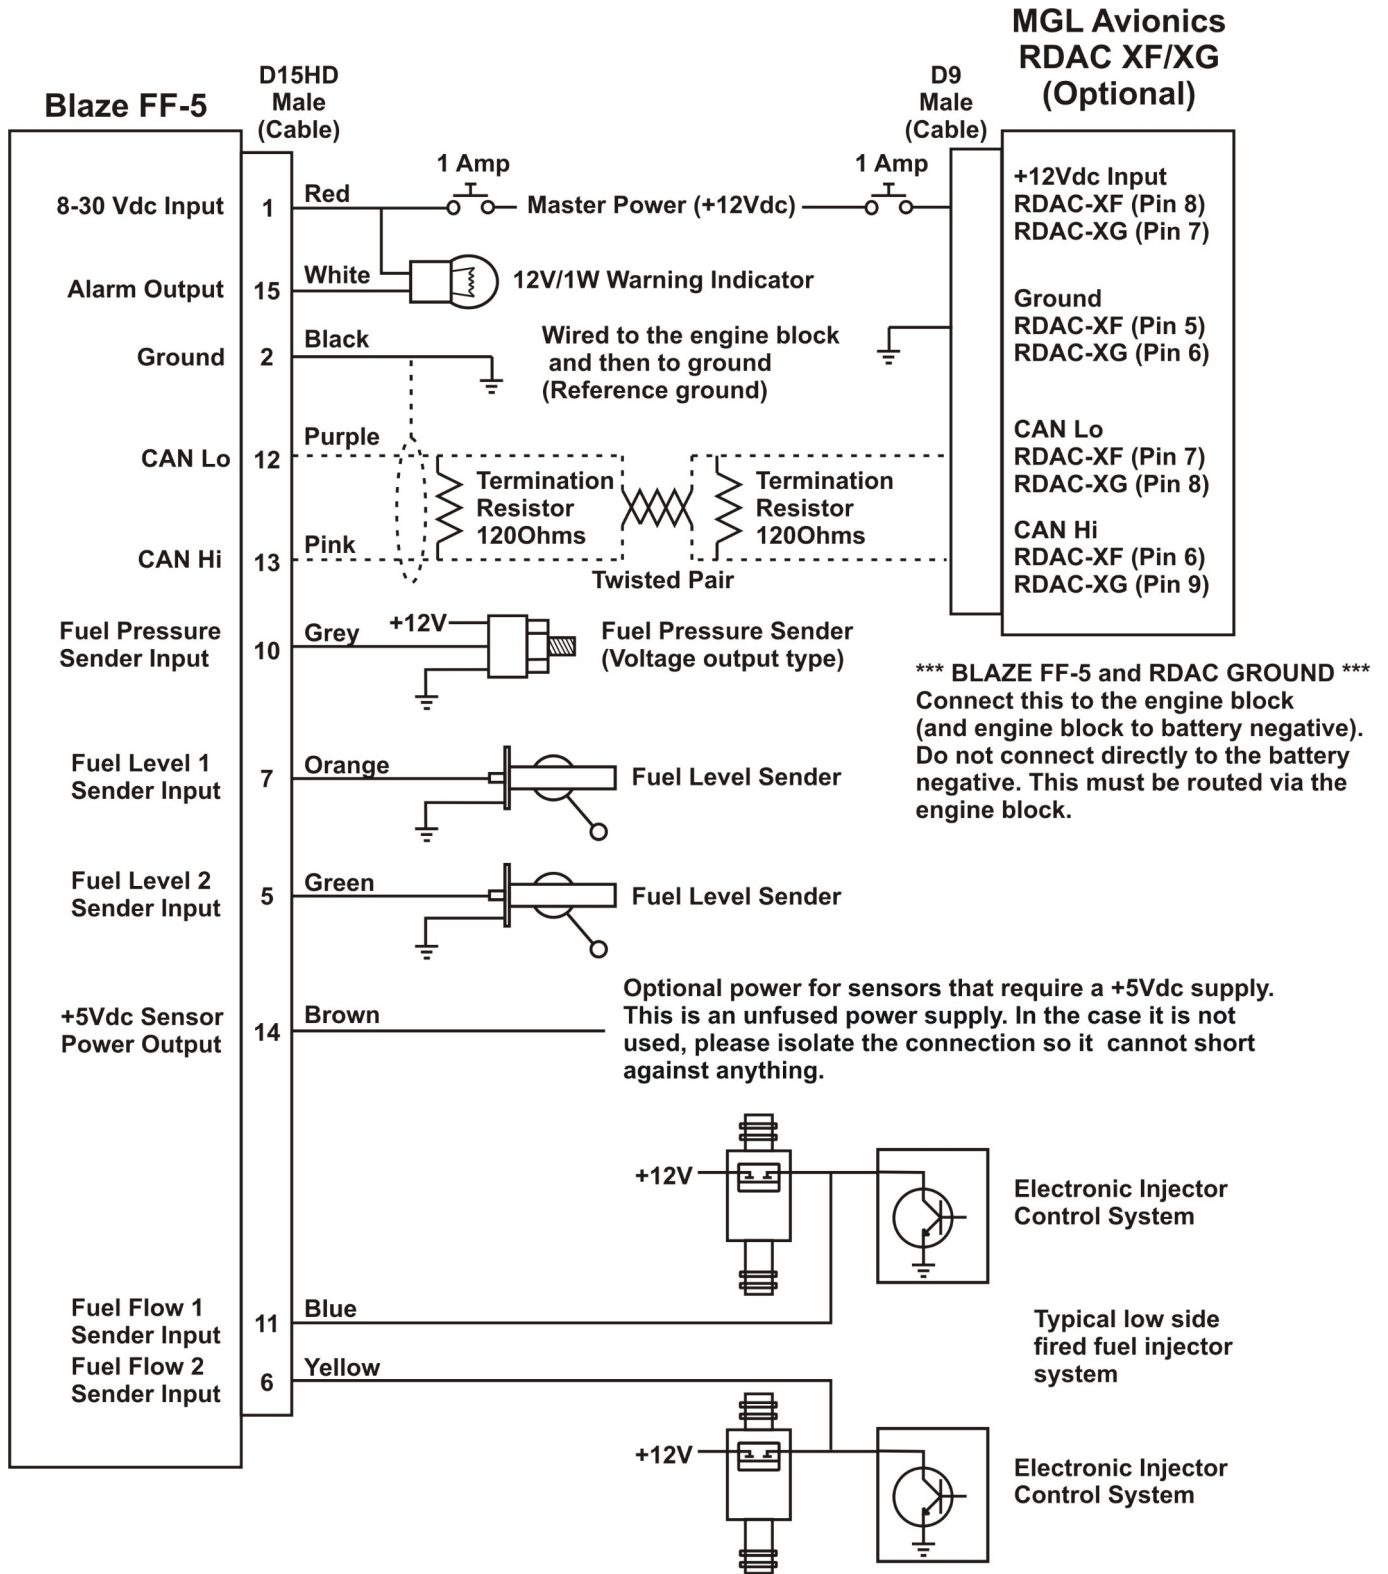 MGL Avionics
RDAC XF/XG
(Optional)
Blaze FF-5
D15HD
Male
(Cable)
D9
Male
(Cable)
8-30 Vdc Input
1
Red
1 Amp
Master Power (+12Vdc)
1 Amp
+12Vdc Input
RDAC-XF (Pin 8)
RDAC-XG (Pin 7)
Alarm Output
15
White
12V/1W Warning Indicator
Ground
2
Black
Wired to the engine block
and then to ground
(Reference ground)
Ground
RDAC-XF (Pin 5)
RDAC-XG (Pin 6)
CAN Lo
12
Purple
Termination
Resistor
120Ohms
Termination
Resistor
120Ohms
CAN Lo
RDAC-XF (Pin 7)
RDAC-XG (Pin 8)
CAN Hi
13
Pink
Twisted Pair
CAN Hi
RDAC-XF (Pin 6)
RDAC-XG (Pin 9)
Fuel Pressure
Sender Input
10
Grey
+12V
Fuel Pressure Sender
(Voltage output type)
*** BLAZE FF-5 and RDAC GROUND ***
Connect this to the engine block
(and engine block to battery negative).
Do not connect directly to the battery
negative. This must be routed via the
engine block.
Fuel Level 1
Sender Input
7
Orange
Fuel Level Sender
Fuel Level 2
Sender Input
5
Green
Fuel Level Sender
+5Vdc Sensor
Power Output
14
Brown
Optional power for sensors that require a +5Vdc supply.
This is an unfused power supply. In the case it is not
used, please isolate the connection so it cannot short
against anything.
+12V
Electronic Injector
Control System
Fuel Flow 1
Sender Input
11
Blue
Typical low side
fired fuel injector
system
Fuel Flow 2
Sender Input
6
Yellow
+12V
Electronic Injector
Control System